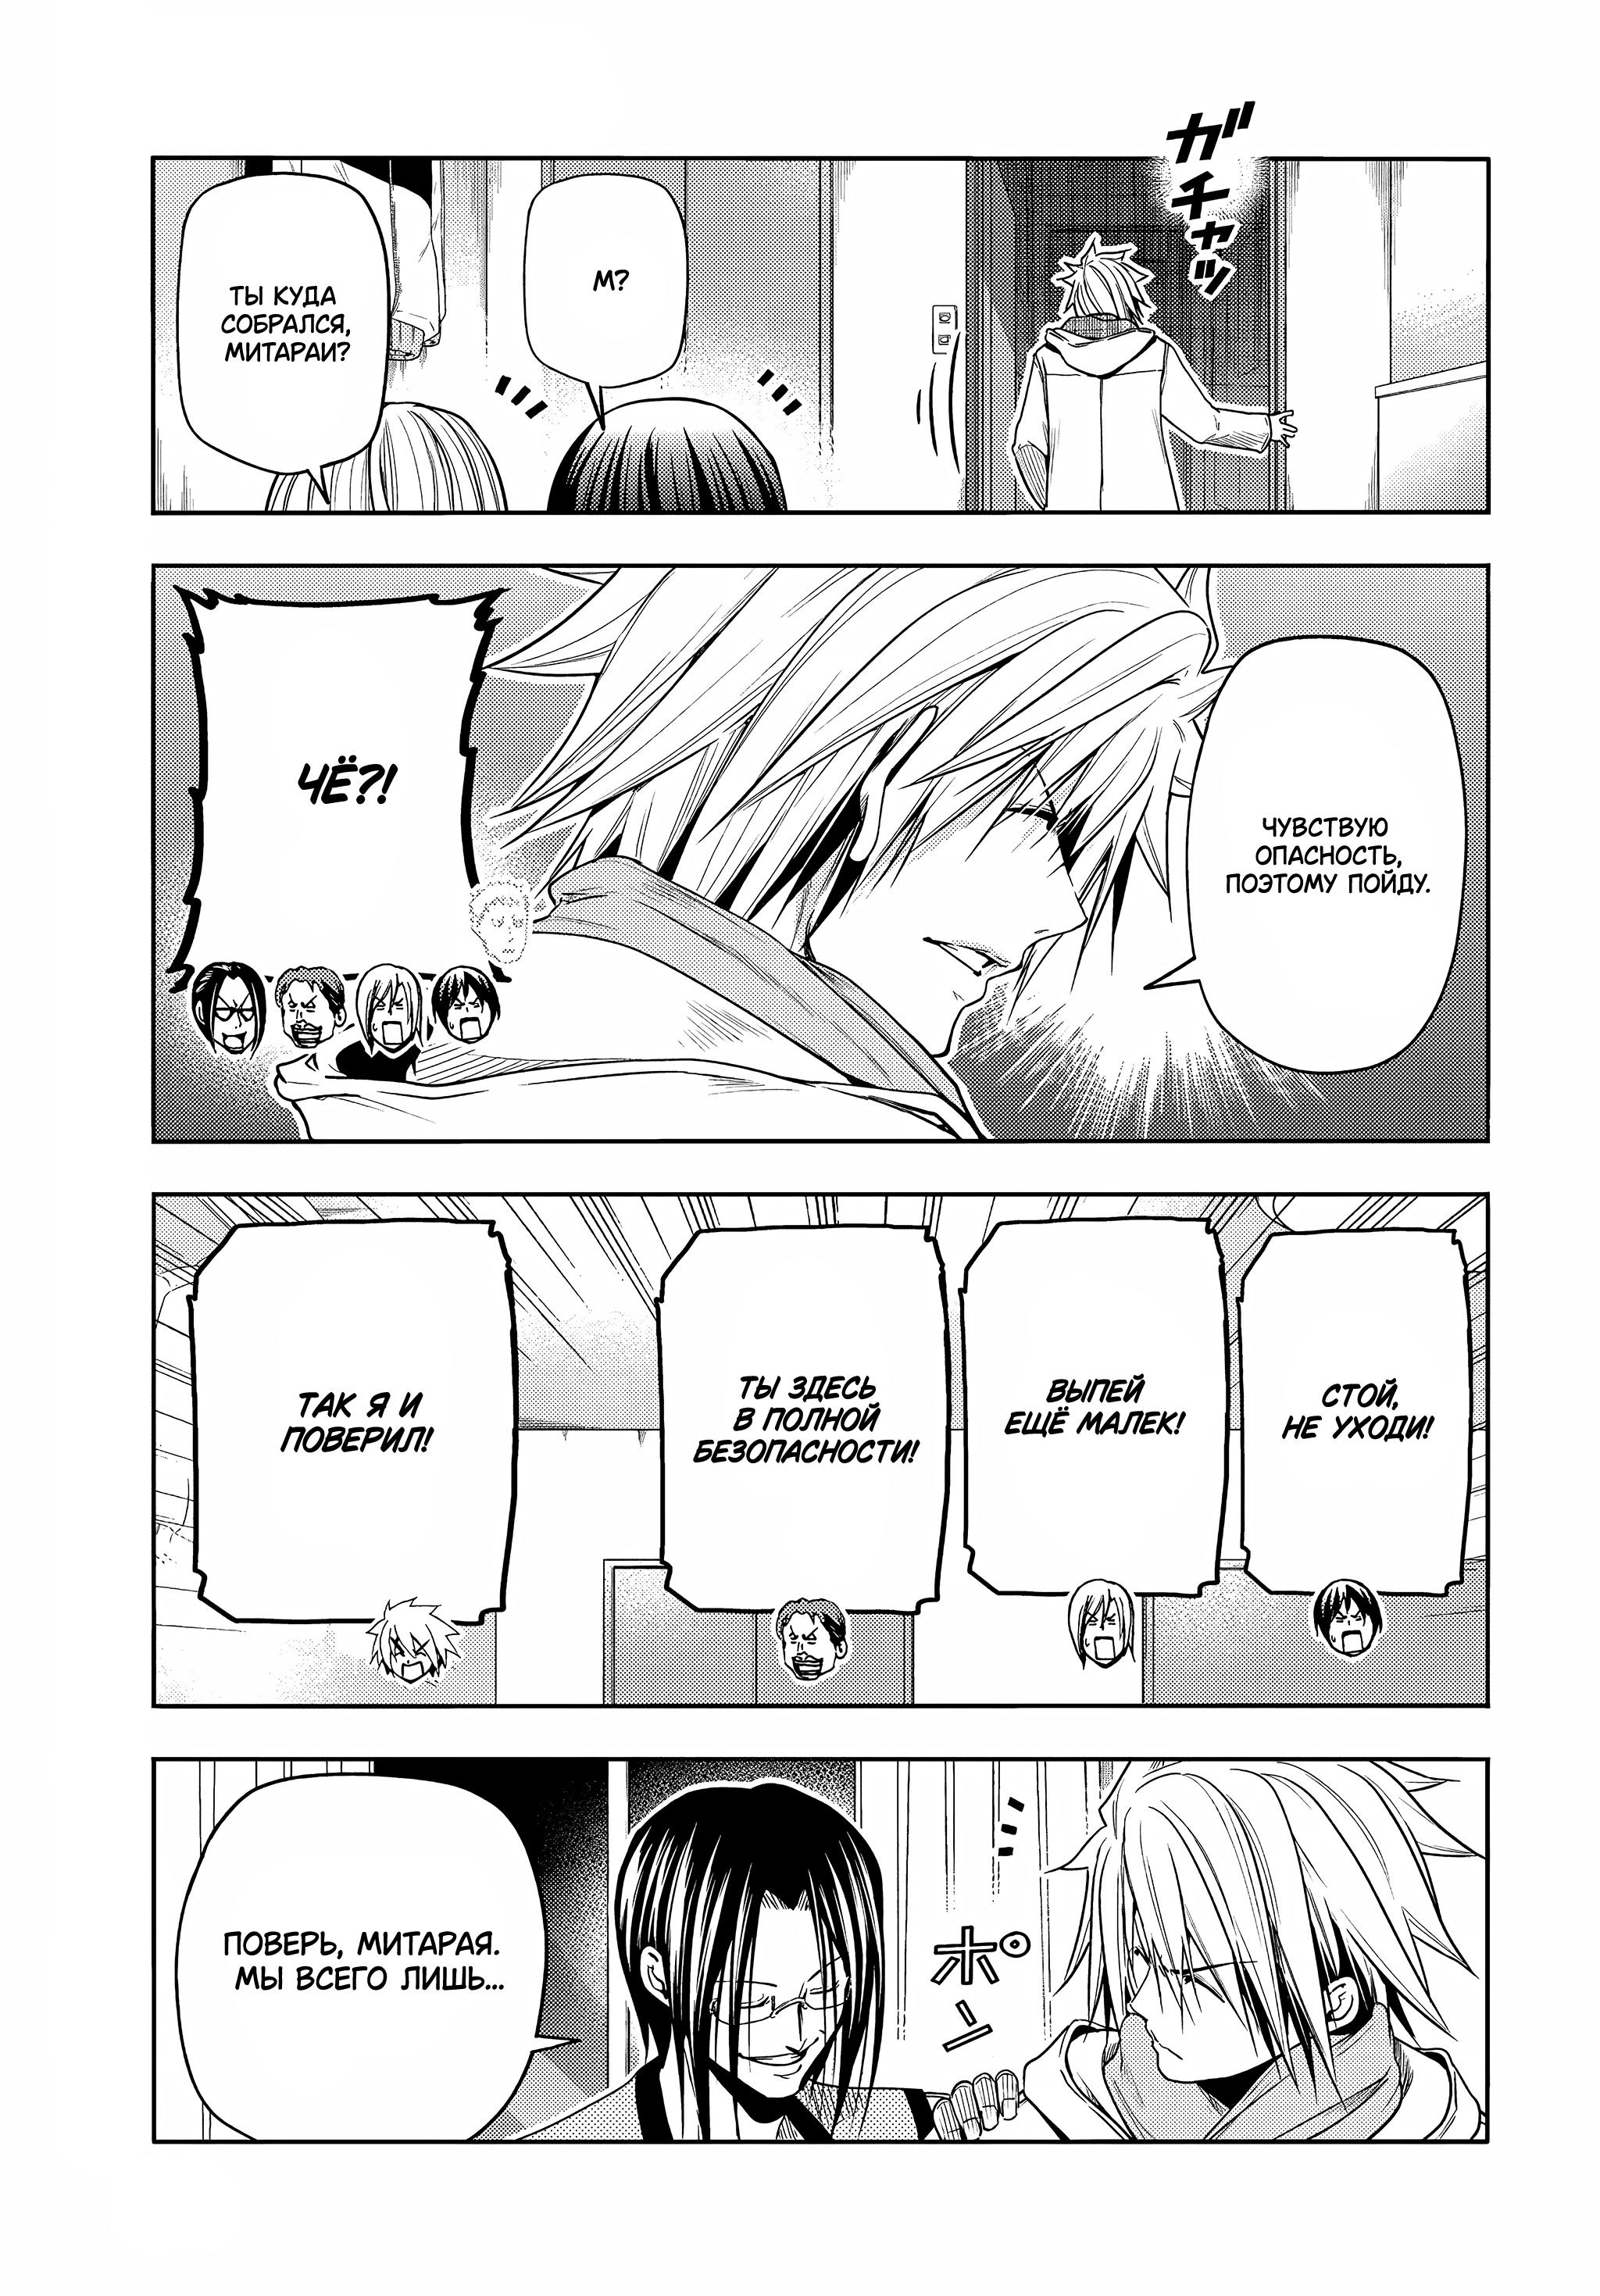 ガチャッ
М?
ТЫ КУДА
СОБРАЛСЯ,
МИТАРАИ?
ЧУВСТВУЮ
ОПАСНОСТЬ,
ПОЭТОМУ ПОЙДУ.
ЧЁ?!
СТОЙ,
НЕ УХОДИ!
ВЫПЕЙ
ЕЩЁ МАЛЕК!
ТЫ ЗДЕСЬ
В ПОЛНОЙ
БЕЗОПАСНОСТИ!
ТАК Я И
ПОВЕРИЛ!
ポン
ПОВЕРЬ, МИТАРАЯ.
МЫ ВСЕГО ЛИШЬ...